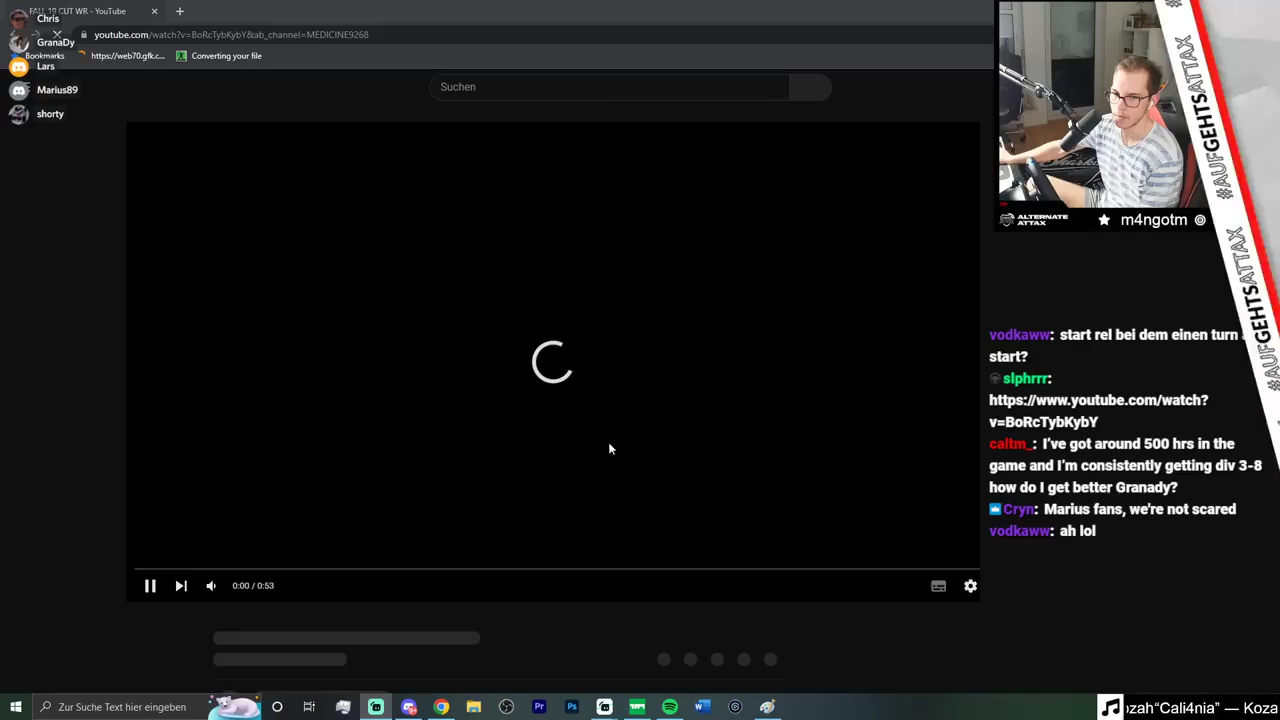 FALL 19 CUT WR - YouTube
Chris
GranaDy
Lars
Marius89
shorty
youtube.com/watch?v=BoRcTybKybY&ab_channel=MEDICINE9268
Bookmarks
https://web70.gfk.c...
Converting your file
Suchen
0:00 / 0:53
ALTERNATE
ATTAX
m4ngotm
#AUFGEHTSATTAX
#AUFGEHTSATTAX
vodkaww: start rel bei dem einen turn
start?
slphrrr:
https://www.youtube.com/watch?
v=BoRcTybKybY
caltm_: I've got around 500 hrs in the
game and I'm consistently getting div 3-8
how do I get better Granady?
Cryn: Marius fans, we're not scared
vodkaww: ah lol
Zur Suche Text hier eingeben
ozah“Cali4nia” — Koza